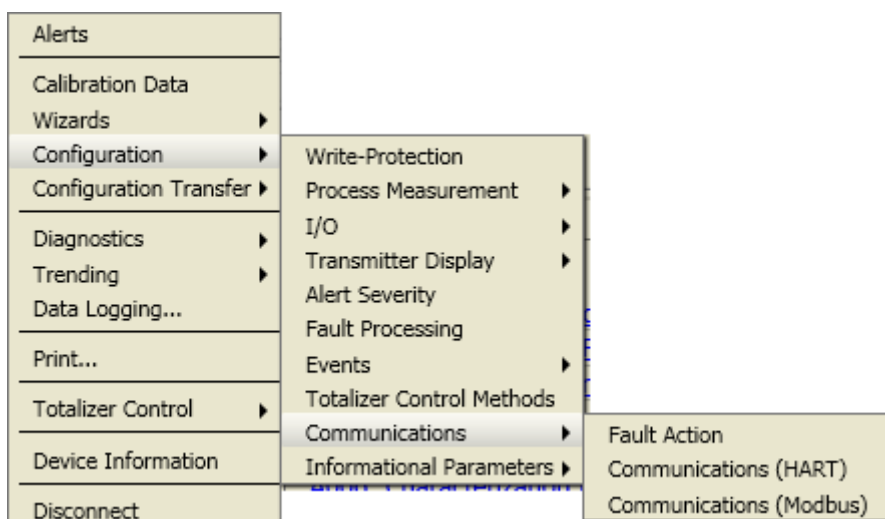 Alerts
Calibration Data
Wizards
Configuration
Configuration Transfer
Diagnostics
Trending
Data Logging...
Print...
Totalizer Control
Device Information
Disconnect
Write-Protection
Process Measurement
I/O
Transmitter Display
Alert Severity
Fault Processing
Events
Totalizer Control Methods
Communications
Informational Parameters
Fault Action
Communications (HART)
Communications (Modbus)